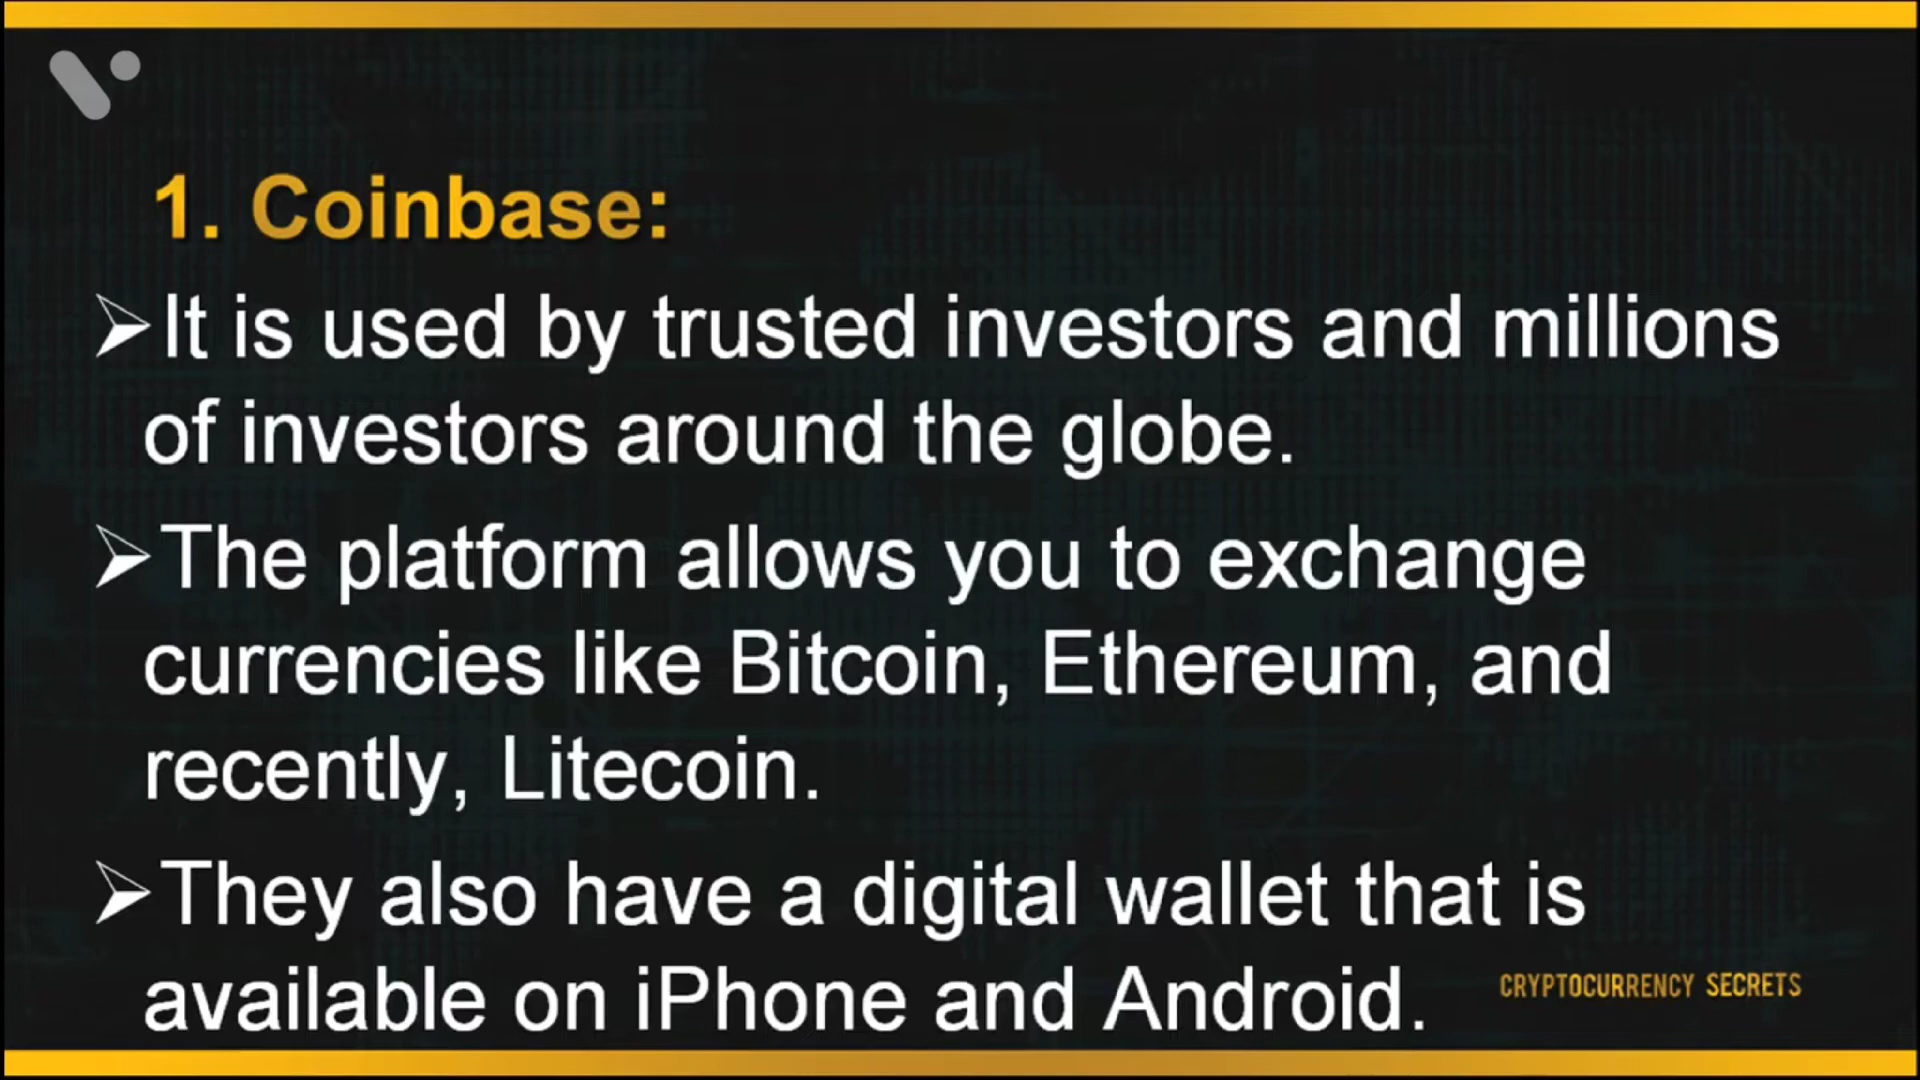 1. Coinbase:
It is used by trusted investors and millions
of investors around the globe.
The platform allows you to exchange
currencies like Bitcoin, Ethereum, and
recently, Litecoin.
They also have a digital wallet that is
available on iPhone and Android.
CRYPTOCURRENCY SECRETS